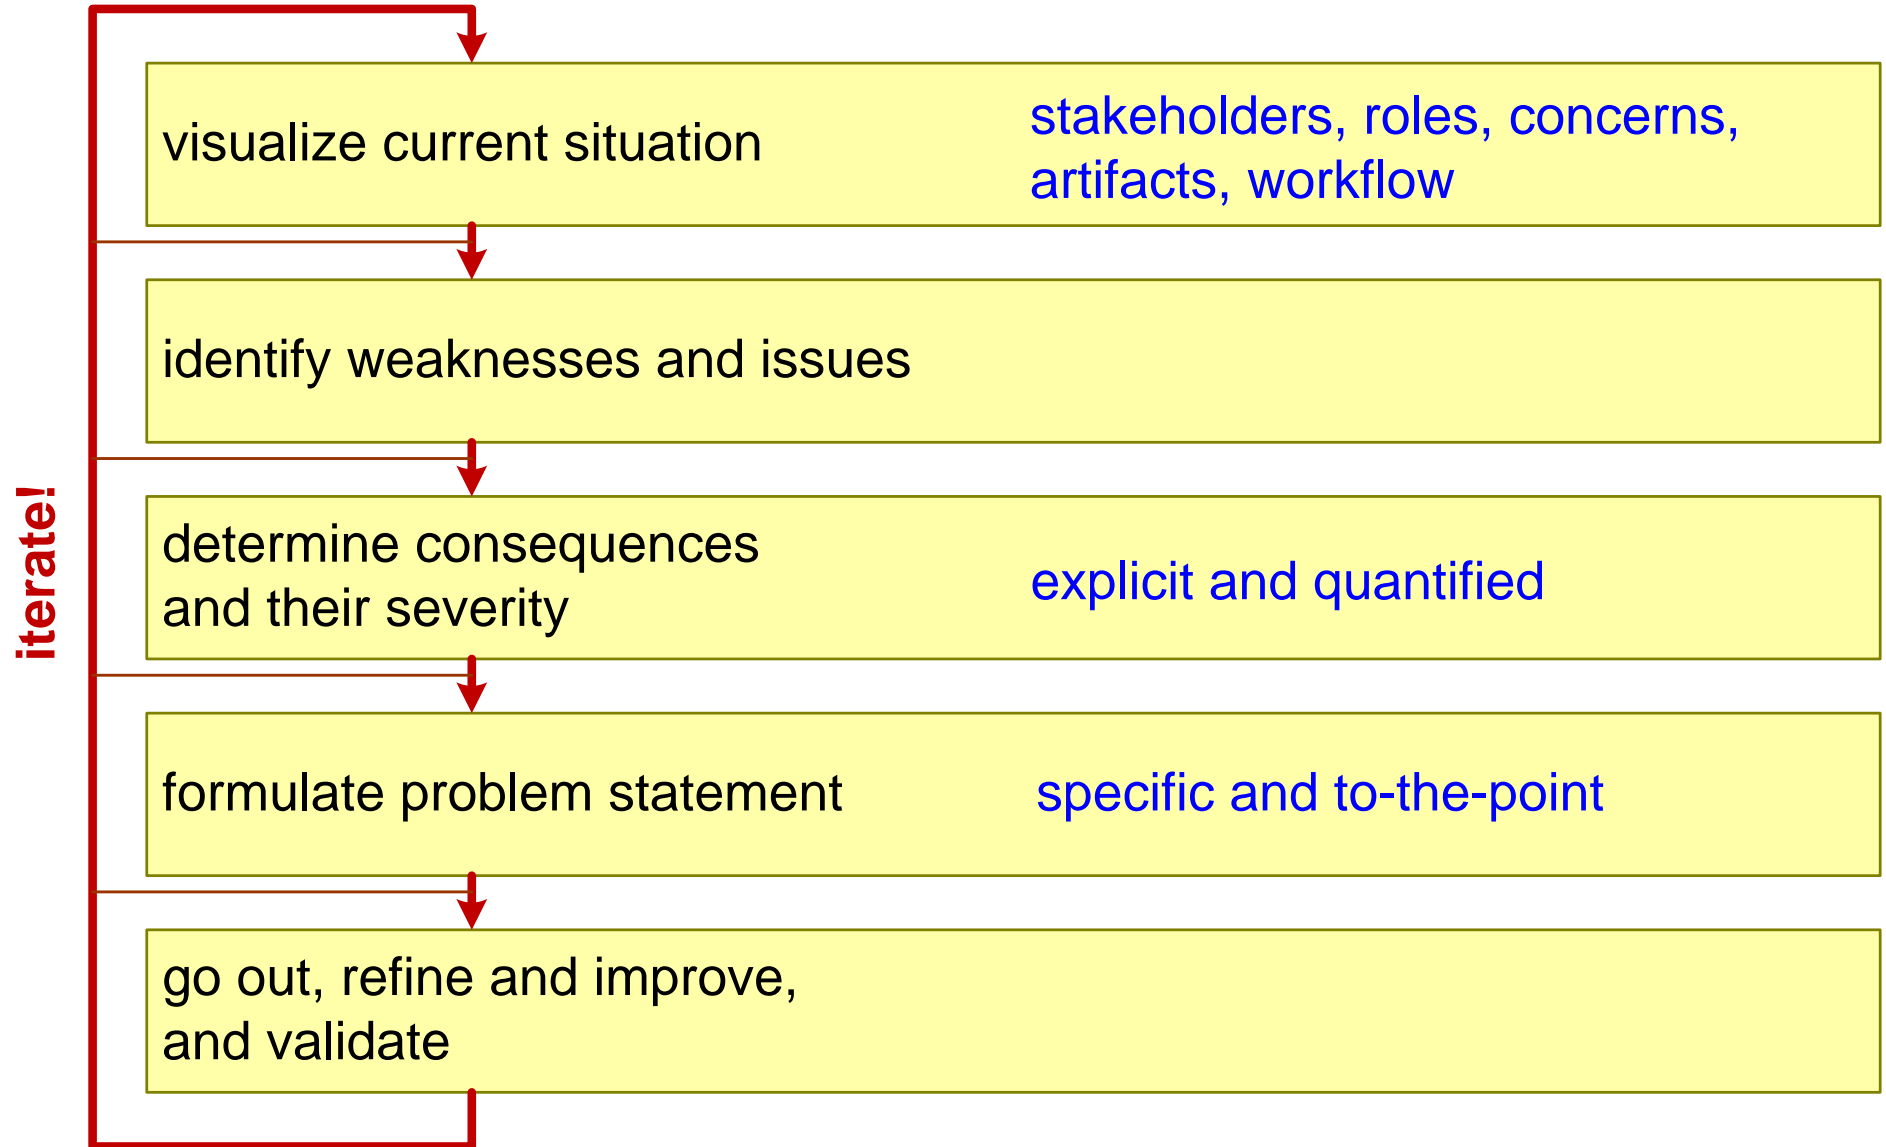 visualize current situation
stakeholders, roles, concerns,
artifacts, workflow
identify weaknesses and issues
iterate!
determine consequences
and their severity
explicit and quantified
formulate problem statement
specific and to-the-point
go out, refine and improve,
and validate